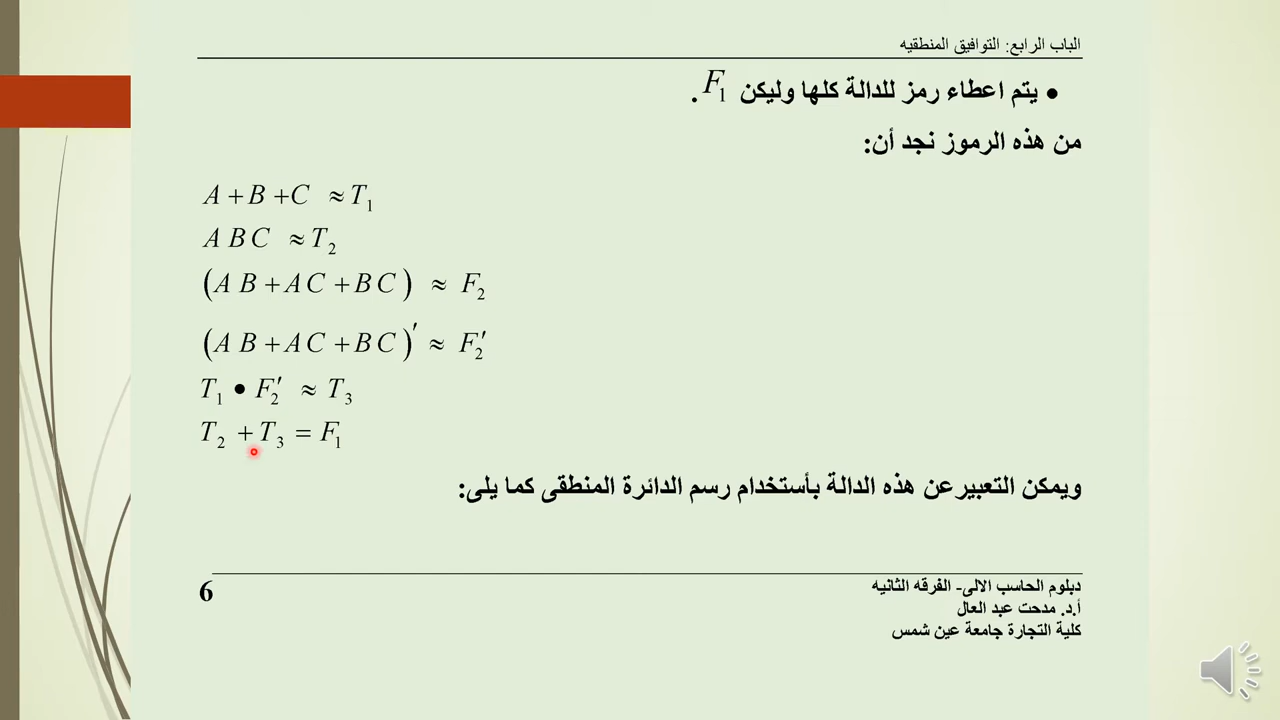 الباب الرابع: التوافيق المنطقيه
• يتم اعطاء رمز للدالة كلها وليكن F₁ .
من هذه الرموز نجد أن:
A + B + C ≈ T₁
A B C ≈ T₂
(A B + A C + B C) ≈ F₂
(A B + A C + B C)′ ≈ F₂′
T₁ • F₂′ ≈ T₃
T₂ + T₃ = F₁
ويمكن التعبيرعن هذه الدالة بأستخدام رسم الدائرة المنطقى كما يلى:
دبلوم الحاسب الالى- الفرقه الثانيه
أ.د. مدحت عبد العال
كلية التجارة جامعة عين شمس
6